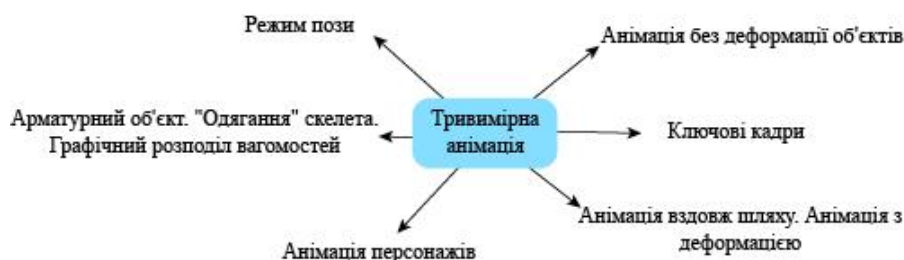 Режим пози
Анімація без деформації об'єктів
Арматурний об'єкт. "Одягання" скелета.
Графічний розподіл вагомостей
Тривимірна
анімація
Ключові кадри
Анімація вздовж шляху. Анімація з
деформацією
Анімація персонажів